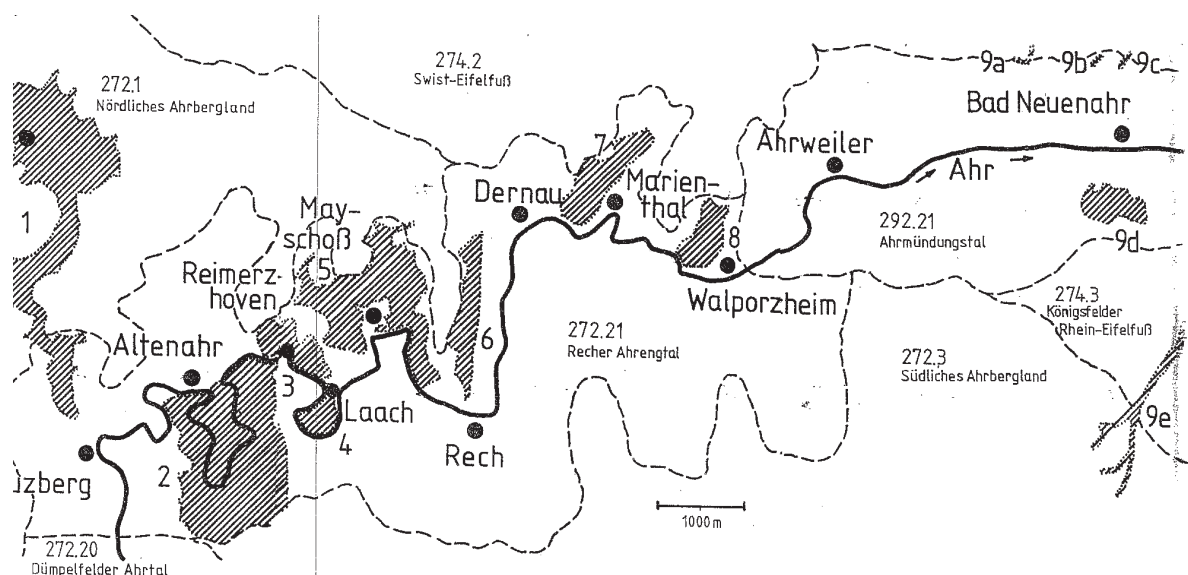 274.2
Swist-Eifelfuß
9a
9b
9c
272.1
Nördliches Ahrbergland
Bad Neuenahr
7
Ahrweiler
Ahr
Dernau
Marien-
thal
1
May-
schoß
292.21
Ahrmündungstal
8
9d
5
Reimerz-
hoven
Walporzheim
274.3
Königsfelder
Rhein-Eifelfuß
6
272.21
Recher Ahrengtal
Altenahr
272.3
Südliches Ahrbergland
3
Laach
9e
4
Rech
2
ızberg
1000m
272.20
Dümpelfelder Ahrtal